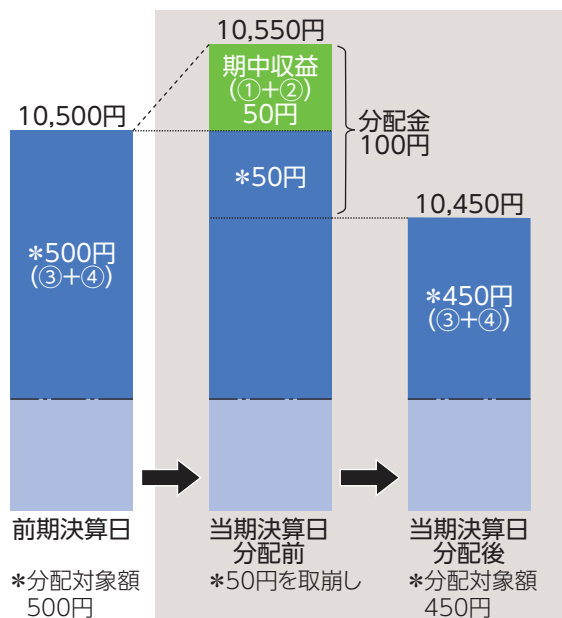 10,550円
期中収益
(①+②)
50円
10,500円
分配金
100円
*50円
10,450円
*500円
(③+④)
*450円
(③+④)
前期決算日
当期決算日
分配前
当期決算日
分配後
*分配対象額
500円
*50円を取崩し
*分配対象額
450円